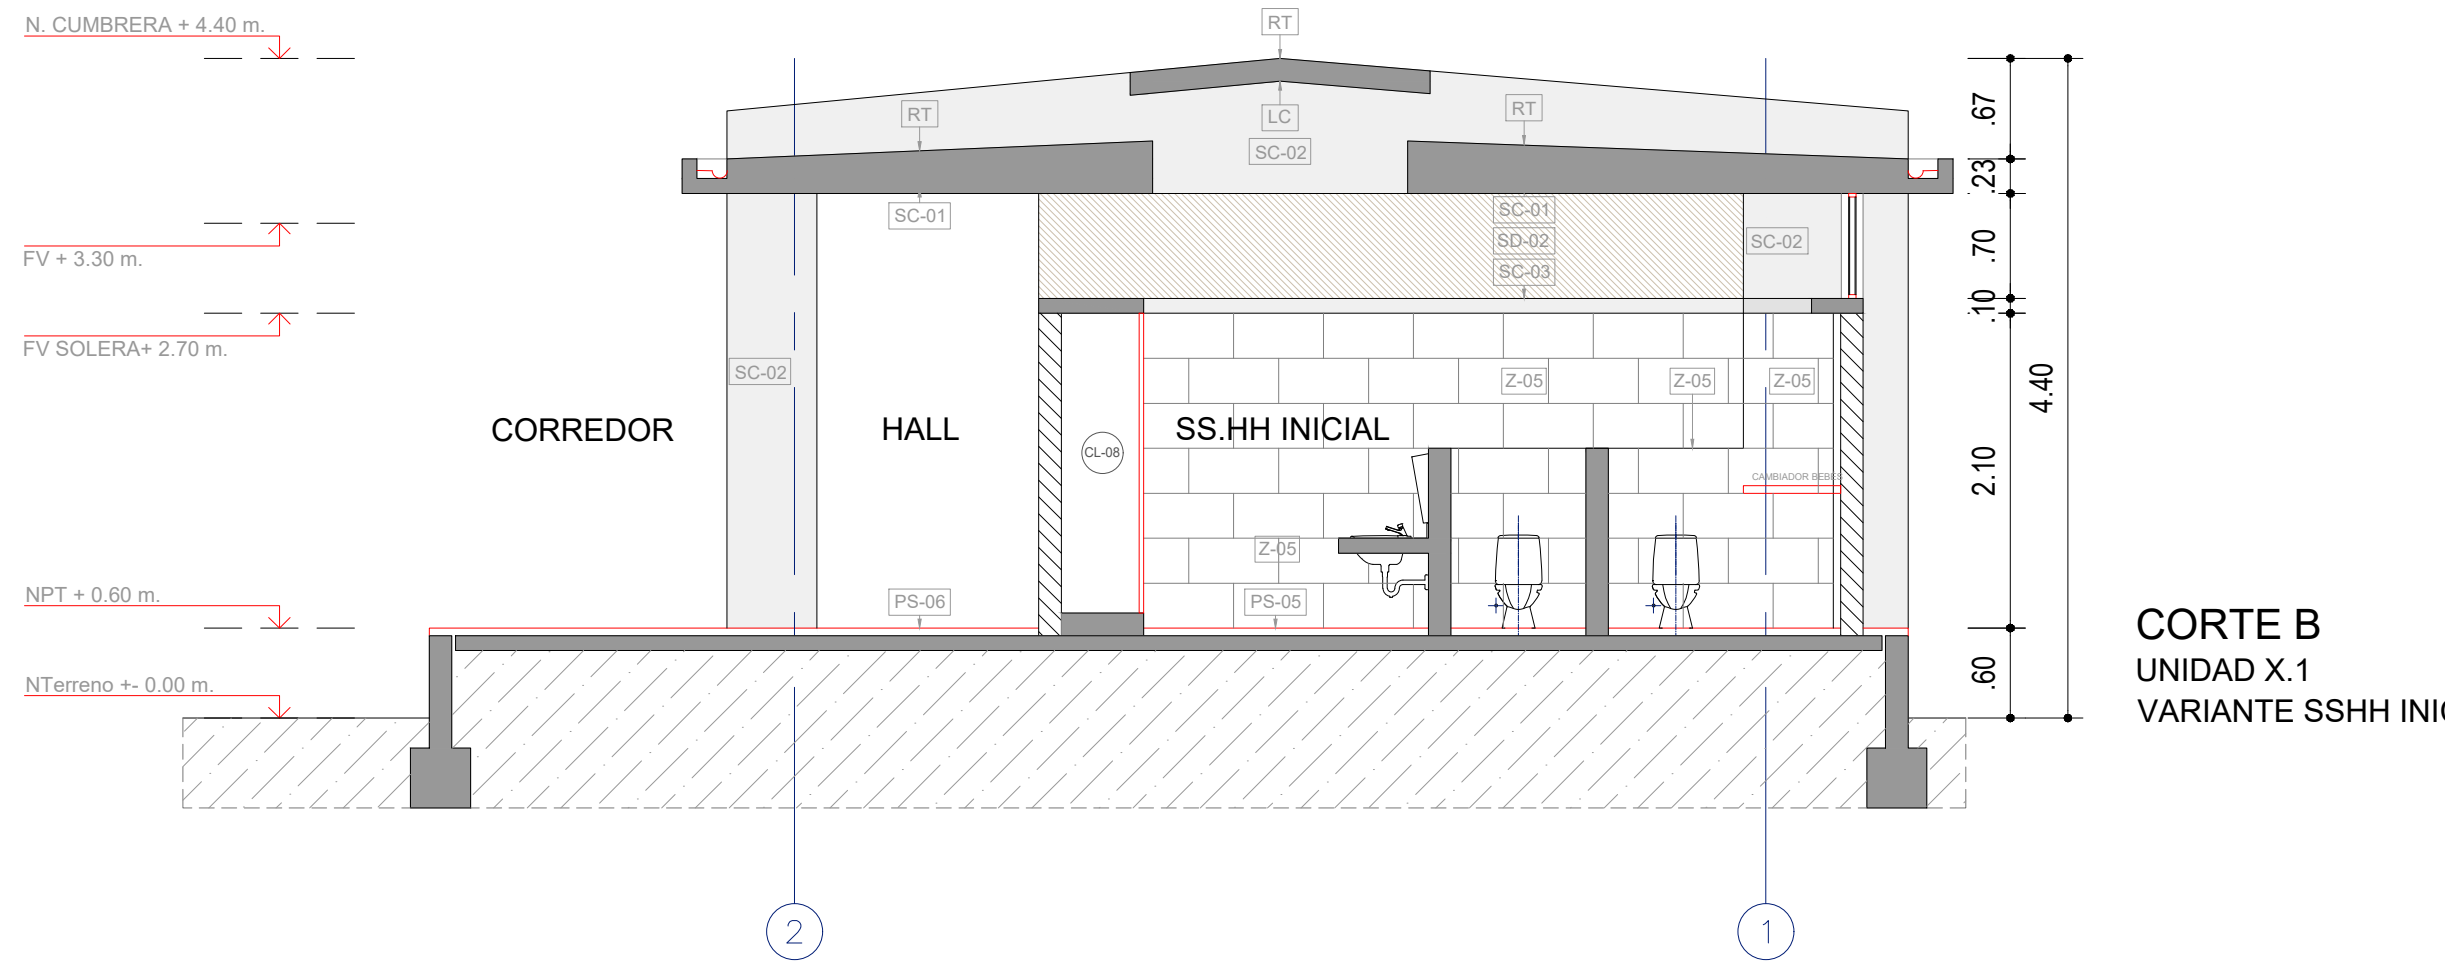 N. CUMBRERA + 4.40 m.
RT
RT
LC
RT
SC-02
SC-01
SC-01
SD-02
SC-02
SC-03
FV + 3.30 m.
FV SOLERA+ 2.70 m.
SC-02
Z-05
Z-05
Z-05
CORREDOR
HALL
SS.HH INICIAL
CL-08
CAMBIADOR BEBES
Z-05
NPT + 0.60 m.
PS-06
PS-05
NTerreno +- 0.00 m.
.67
.23
.70
.10
2.10
.60
4.40
CORTE B
UNIDAD X.1
VARIANTE SSHH INIC
2
1